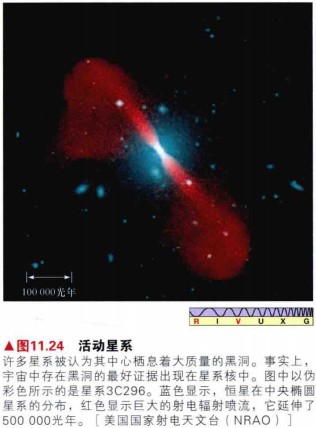 100 000光年
R I V U X G
▲图11.24 活动星系
许多星系被认为其中心栖息着大质量的黑洞。事实上，
宇宙中存在黑洞的最好证据出现在星系核中。图中以伪
彩色所示的是星系3C296。蓝色显示，恒星在中央椭圆
星系的分布，红色显示巨大的射电辐射喷流，它延伸了
500 000光年。［美国国家射电天文台（NRAO）］